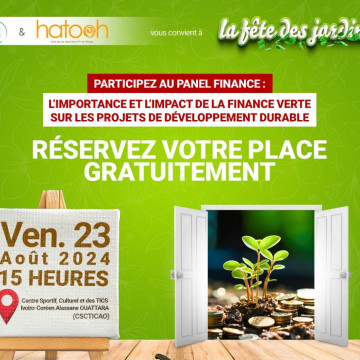 & hatooh vous convient à la fête des jardin
PARTICIPEZ AU PANEL FINANCE :
L'IMPORTANCE ET L'IMPACT DE LA FINANCE VERTE
SUR LES PROJETS DE DÉVELOPPEMENT DURABLE
RÉSERVEZ VOTRE PLACE
GRATUITEMENT
Ven. 23
Août 2024
15 HEURES
Centre Sportif, Culturel et des TICS
Ivoiro-Coréen Alassane OUATTARA
(CSCTICAO)